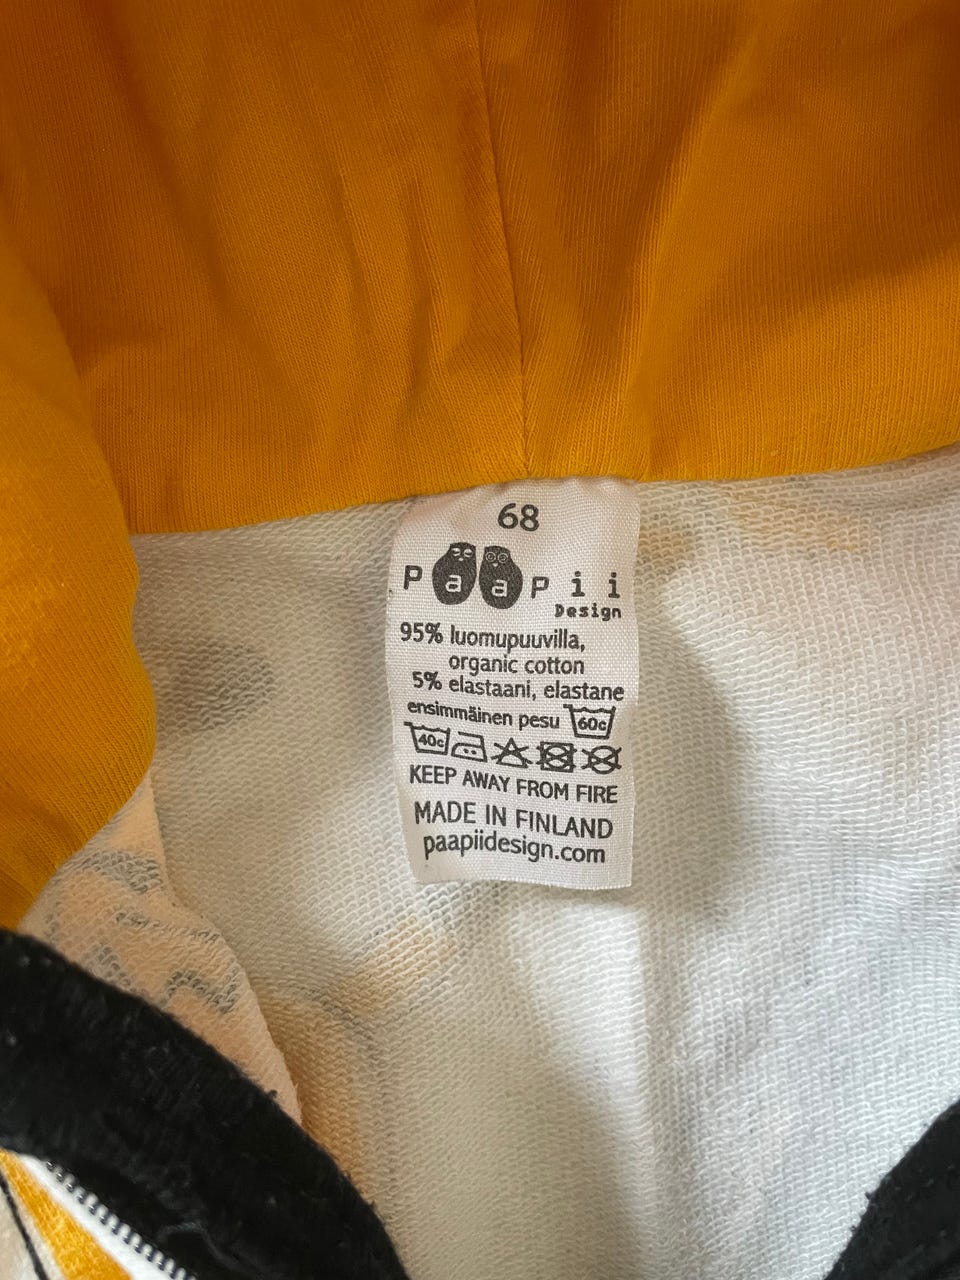 68
Paapii
Design
95% luomupuuvilla,
organic cotton
5% elastaani, elastane
ensimmäinen pesu 60c
40c
KEEP AWAY FROM FIRE
MADE IN FINLAND
paapiidesign.com